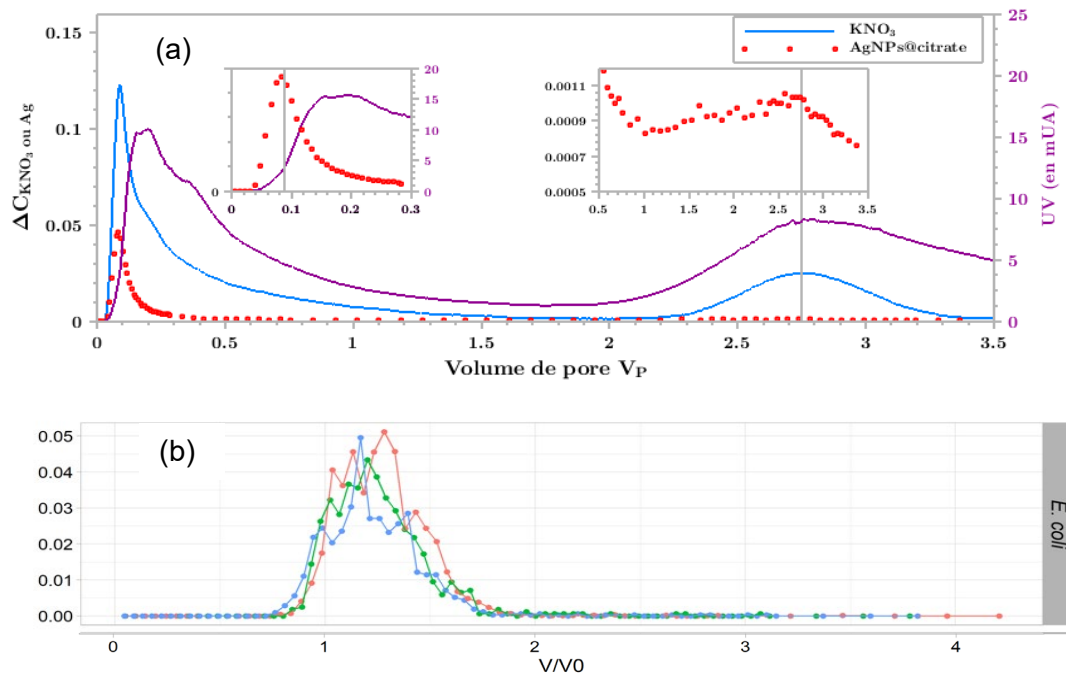 (a)
KNO₃
AgNPs@citrate
0.15
0.1
0.05
0
ΔC KNO₃ ou Ag
25
20
15
10
5
0
UV (en mUA)
0 0.5 1 1.5 2 2.5 3 3.5
Volume de pore V_P
20
15
10
5
0
0
0 0.1 0.2 0.3
0.0011
0.0009
0.0007
0.0005
0.5 1 1.5 2 2.5 3 3.5
(b)
0.05
0.04
0.03
0.02
0.01
0.00
E. coli
0 1 2 3 4
V/V0